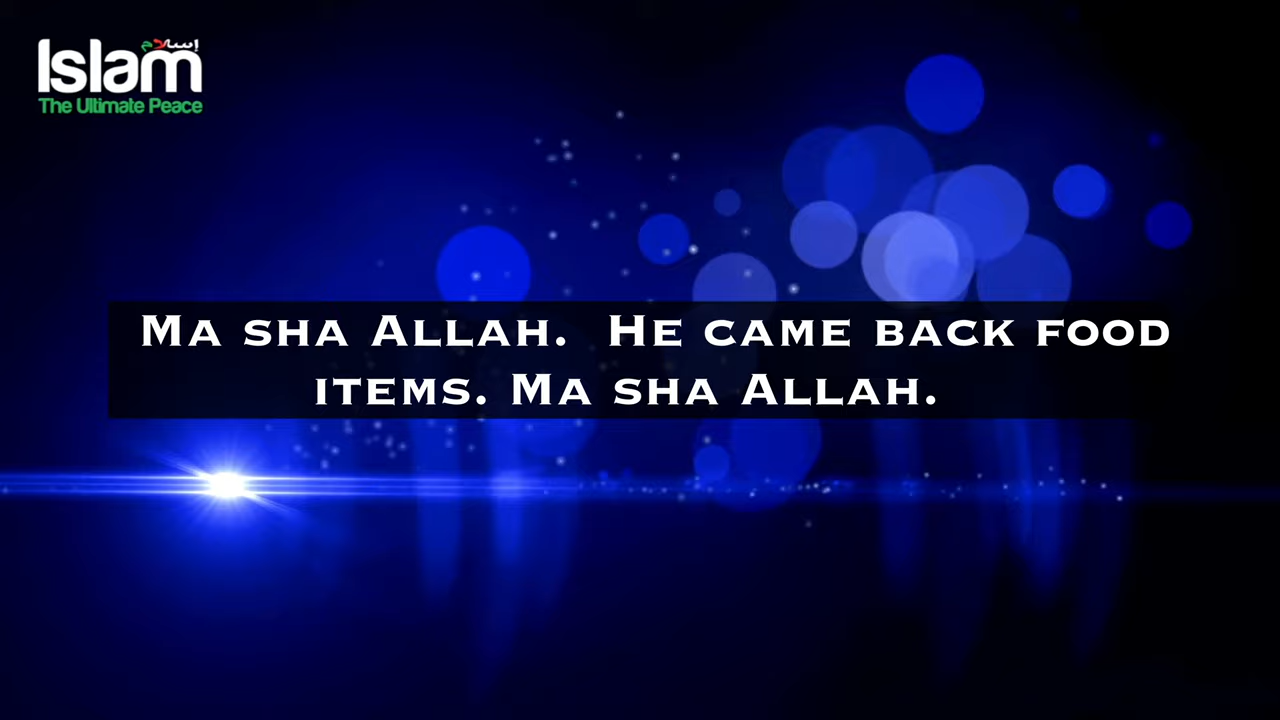 إسلام
Islam
The Ultimate Peace
Ma sha Allah.  He came back food
items. Ma sha Allah.